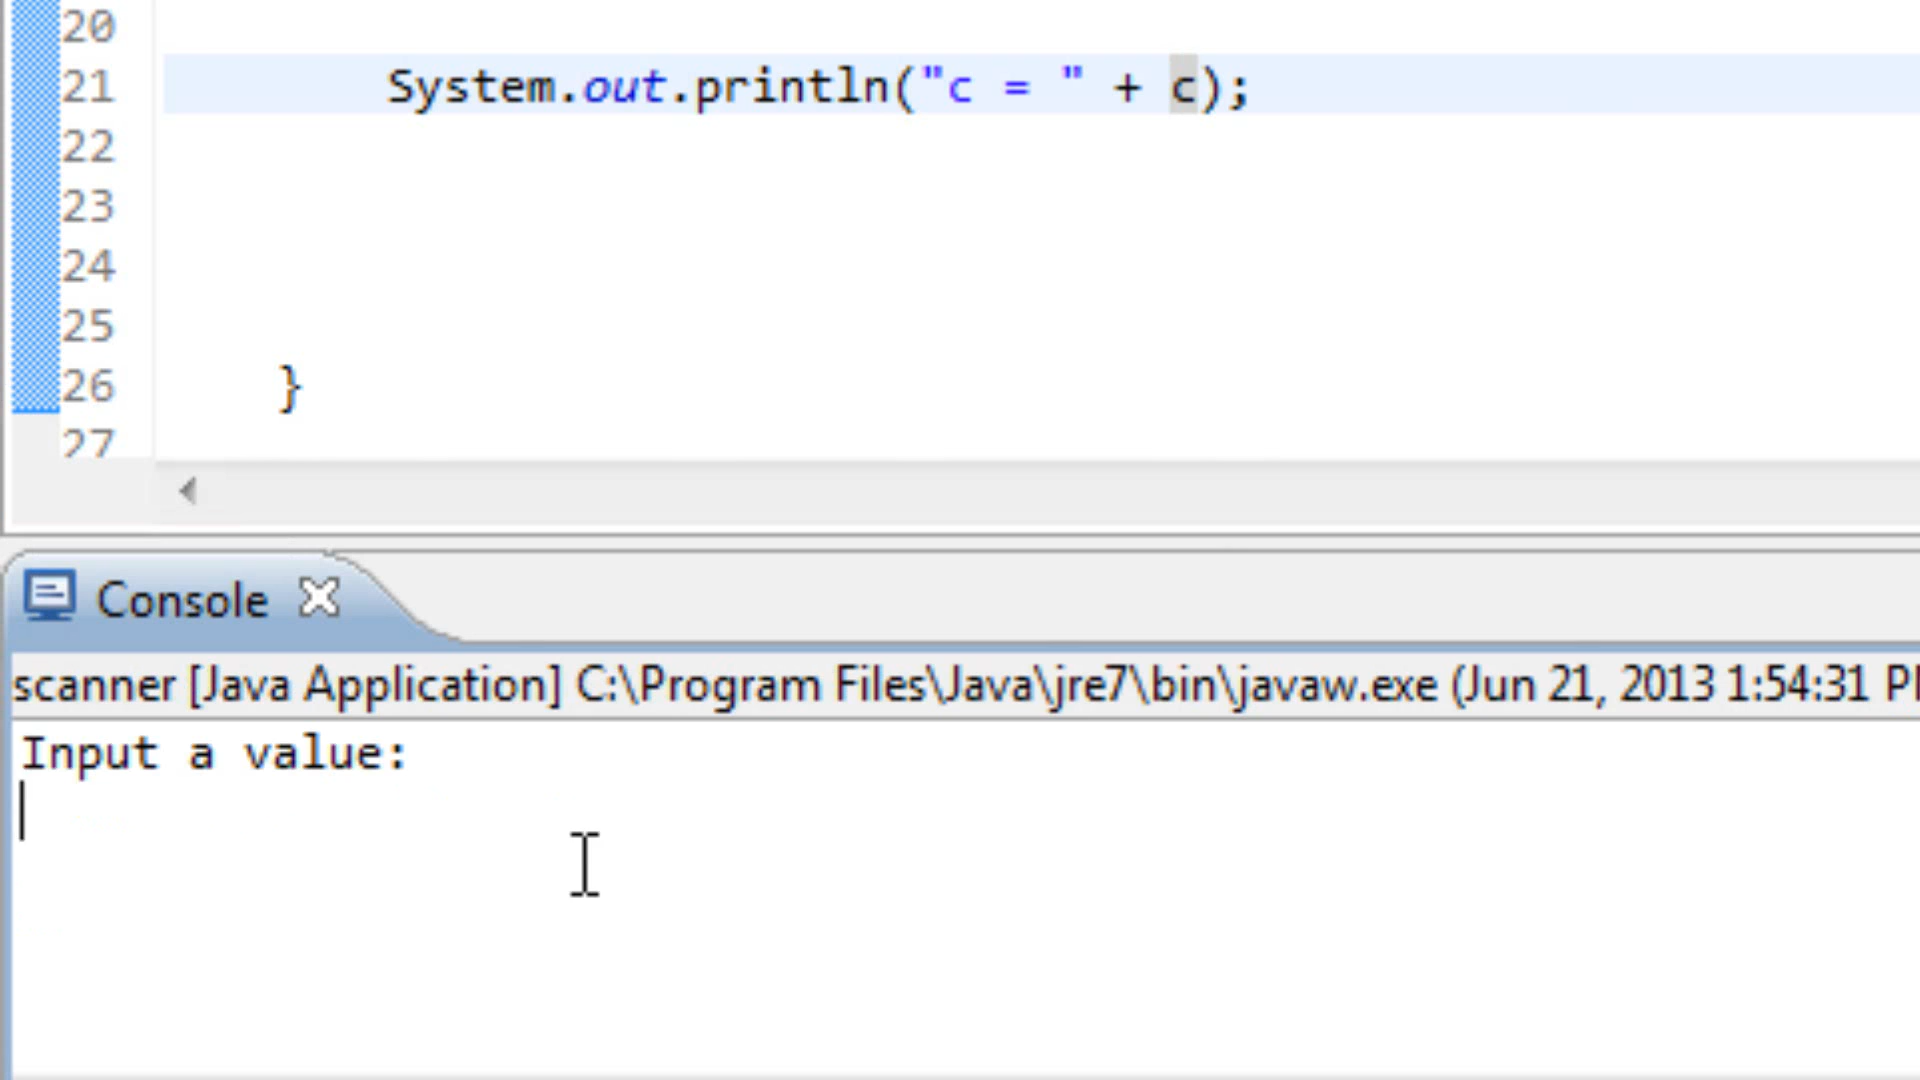 20
21 System.out.println("c = " + c);
22
23
24
25
26 }
27
Console
scanner [Java Application] C:\Program Files\Java\jre7\bin\javaw.exe (Jun 21, 2013 1:54:31 P
Input a value: